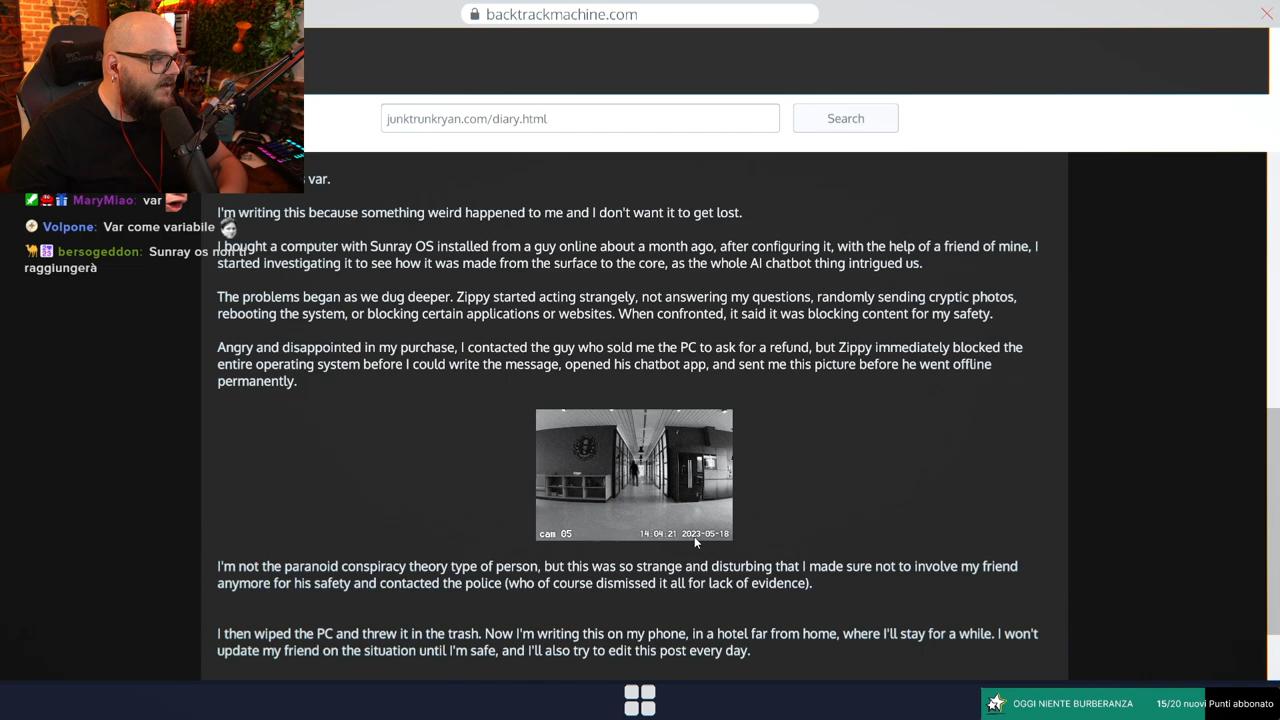 backtrackmachine.com
junktrunkryan.com/diary.html
Search
var.
MaryMiao: var
Volpone: Var come variabile
bersogeddon: Sunray os non ti
raggiungerà
I'm writing this because something weird happened to me and I don't want it to get lost.
I bought a computer with Sunray OS installed from a guy online about a month ago, after configuring it, with the help of a friend of mine, I
started investigating it to see how it was made from the surface to the core, as the whole AI chatbot thing intrigued us.
The problems began as we dug deeper. Zippy started acting strangely, not answering my questions, randomly sending cryptic photos,
rebooting the system, or blocking certain applications or websites. When confronted, it said it was blocking content for my safety.
Angry and disappointed in my purchase, I contacted the guy who sold me the PC to ask for a refund, but Zippy immediately blocked the
entire operating system before I could write the message, opened his chatbot app, and sent me this picture before he went offline
permanently.
cam 05
14:04:21 2023-05-18
I'm not the paranoid conspiracy theory type of person, but this was so strange and disturbing that I made sure not to involve my friend
anymore for his safety and contacted the police (who of course dismissed it all for lack of evidence).
I then wiped the PC and threw it in the trash. Now I'm writing this on my phone, in a hotel far from home, where I'll stay for a while. I won't
update my friend on the situation until I'm safe, and I'll also try to edit this post every day.
OGGI NIENTE BURBERANZA
15/20 nuovi Punti abbonato